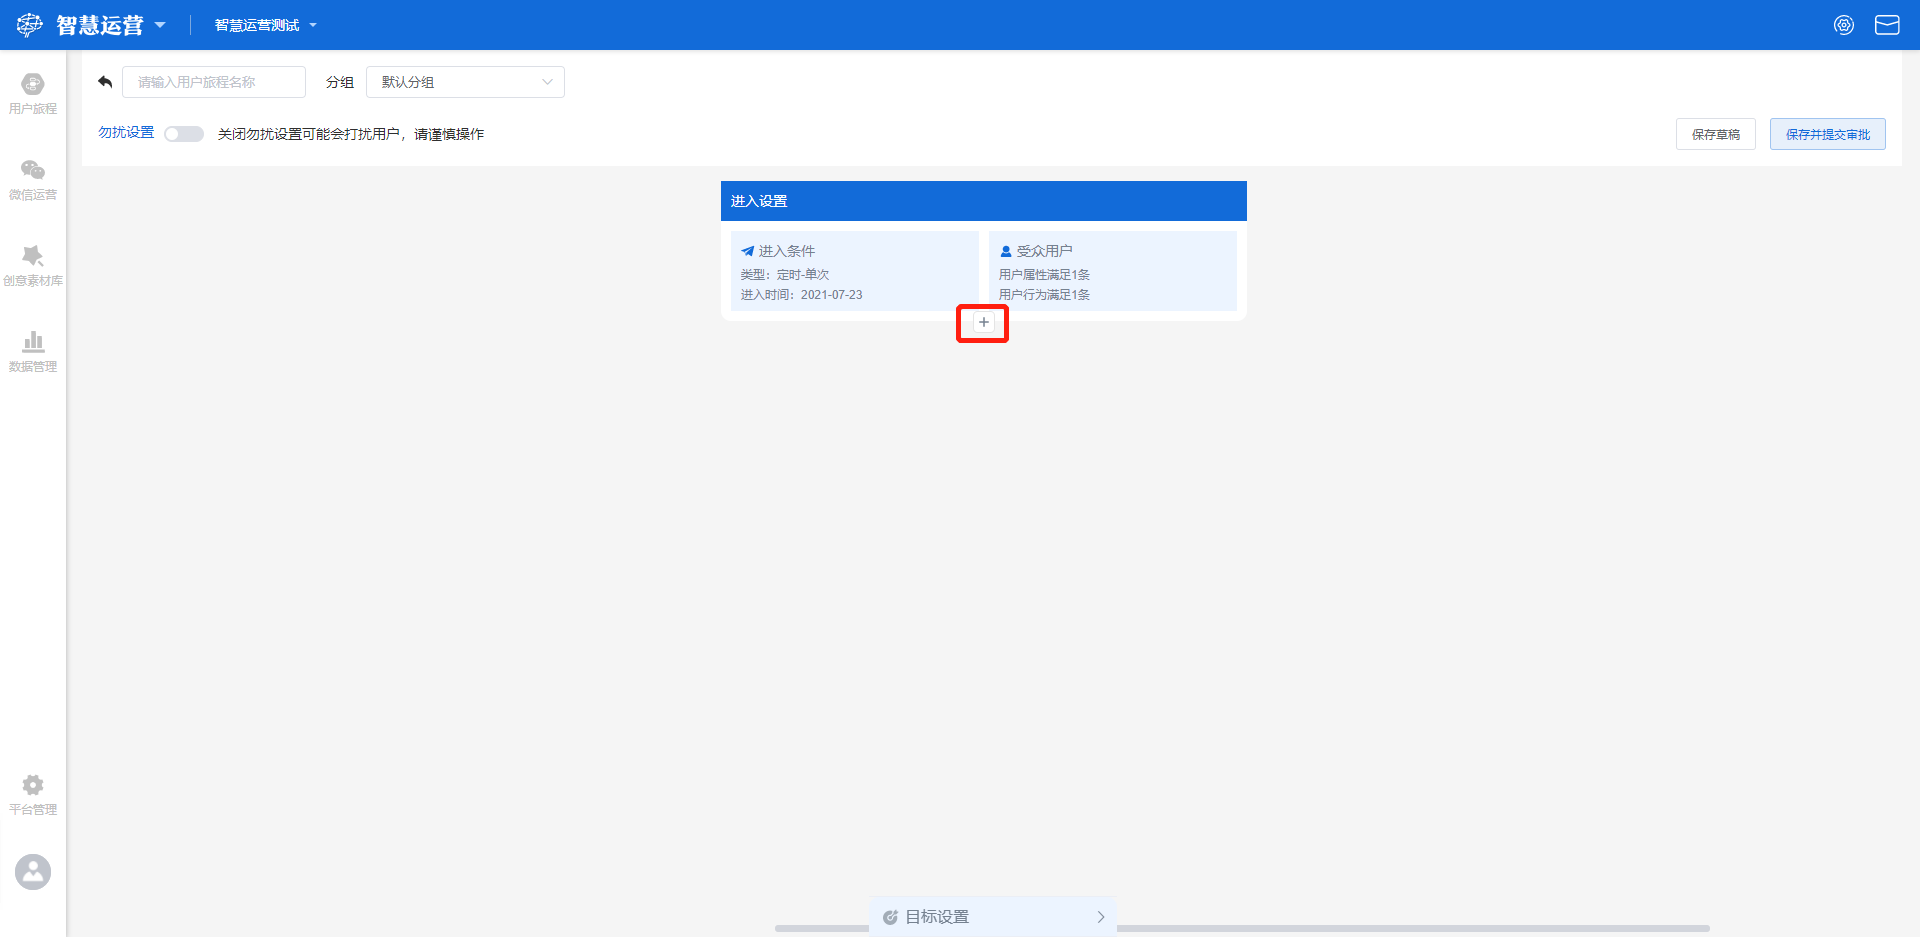 智慧运营
智慧运营测试
用户旅程
微信运营
创意素材库
数据管理
平台管理
请输入用户旅程名称
分组
默认分组
勿扰设置
关闭勿扰设置可能会打扰用户，请谨慎操作
保存草稿
保存并提交审批
进入设置
进入条件
类型：定时-单次
进入时间：2021-07-23
受众用户
用户属性满足1条
用户行为满足1条
目标设置